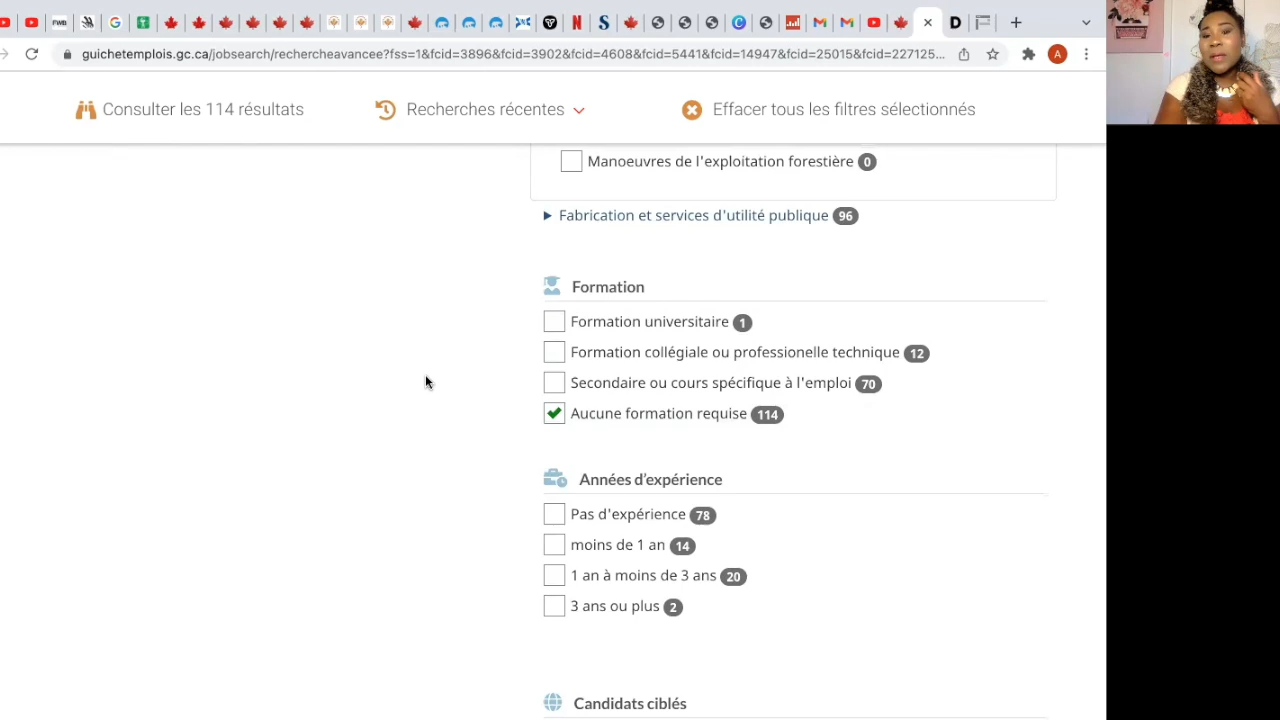 guichetemplois.gc.ca/jobsearch/rechercheavancee?fss=1&fcid=3896&fcid=3902&fcid=4608&fcid=5441&fcid=14947&fcid=25015&fcid=227125...
A
Consulter les 114 résultats
Recherches récentes
Effacer tous les filtres sélectionnés
Manoeuvres de l'exploitation forestière 0
Fabrication et services d'utilité publique 96
Formation
Formation universitaire 1
Formation collégiale ou professionelle technique 12
Secondaire ou cours spécifique à l'emploi 70
Aucune formation requise 114
Années d'expérience
Pas d'expérience 78
moins de 1 an 14
1 an à moins de 3 ans 20
3 ans ou plus 2
Candidats ciblés